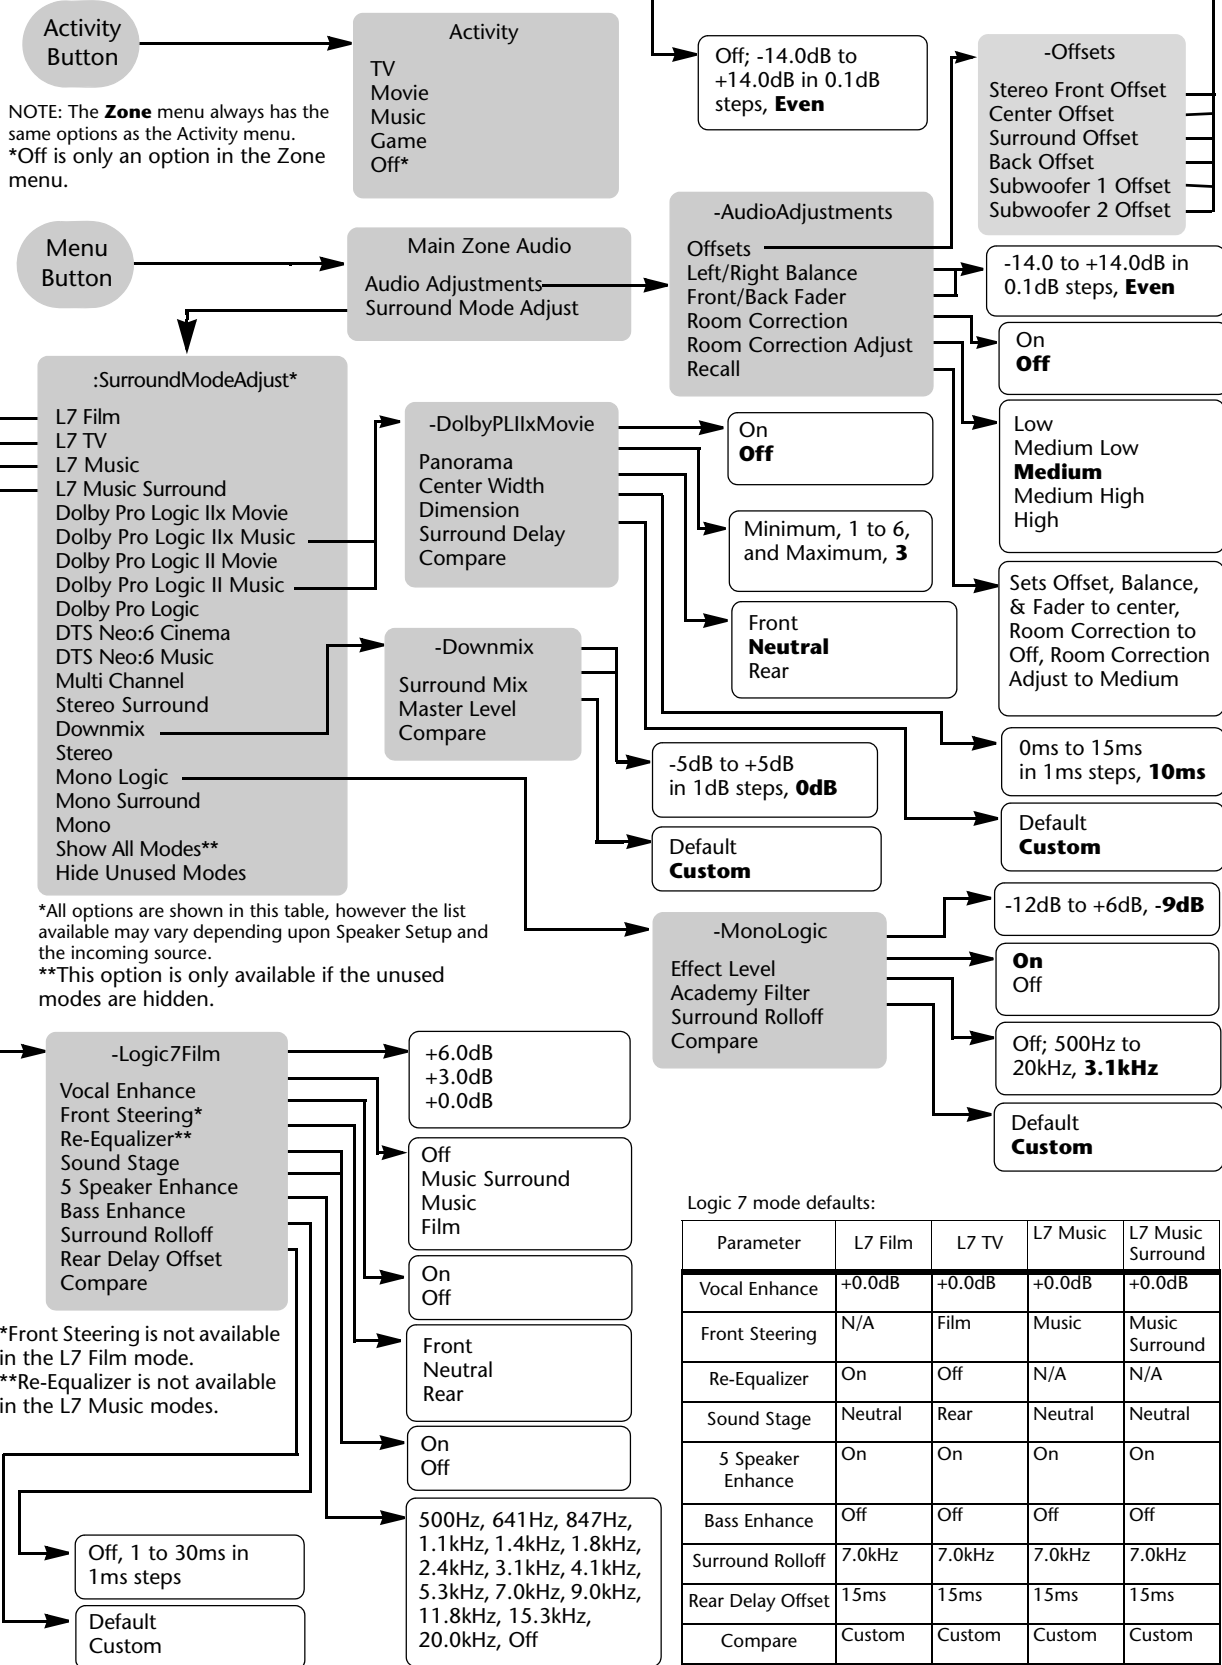 Activity
Button
Activity
TV
Movie
Music
Game
Off*
NOTE: The Zone menu always has the
same options as the Activity menu.
*Off is only an option in the Zone
menu.
Off; -14.0dB to
+14.0dB in 0.1dB
steps, Even
-Offsets
Stereo Front Offset
Center Offset
Surround Offset
Back Offset
Subwoofer 1 Offset
Subwoofer 2 Offset
Menu
Button
Main Zone Audio
Audio Adjustments
Surround Mode Adjust
-AudioAdjustments
Offsets
Left/Right Balance
Front/Back Fader
Room Correction
Room Correction Adjust
Recall
-14.0 to +14.0dB in
0.1dB steps, Even
On
Off
Low
Medium Low
Medium
Medium High
High
Sets Offset, Balance,
& Fader to center,
Room Correction to
Off, Room Correction
Adjust to Medium
:SurroundModeAdjust*
L7 Film
L7 TV
L7 Music
L7 Music Surround
Dolby Pro Logic IIx Movie
Dolby Pro Logic IIx Music
Dolby Pro Logic II Movie
Dolby Pro Logic II Music
Dolby Pro Logic
DTS Neo:6 Cinema
DTS Neo:6 Music
Multi Channel
Stereo Surround
Downmix
Stereo
Mono Logic
Mono Surround
Mono
Show All Modes**
Hide Unused Modes
*All options are shown in this table, however the list
available may vary depending upon Speaker Setup and
the incoming source.
**This option is only available if the unused
modes are hidden.
-DolbyPLIIxMovie
Panorama
Center Width
Dimension
Surround Delay
Compare
On
Off
Minimum, 1 to 6,
and Maximum, 3
Front
Neutral
Rear
0ms to 15ms
in 1ms steps, 10ms
Default
Custom
-Downmix
Surround Mix
Master Level
Compare
-5dB to +5dB
in 1dB steps, 0dB
Default
Custom
-MonoLogic
Effect Level
Academy Filter
Surround Rolloff
Compare
-12dB to +6dB, -9dB
On
Off
Off; 500Hz to
20kHz, 3.1kHz
Default
Custom
-Logic7Film
Vocal Enhance
Front Steering*
Re-Equalizer**
Sound Stage
5 Speaker Enhance
Bass Enhance
Surround Rolloff
Rear Delay Offset
Compare
*Front Steering is not available
in the L7 Film mode.
**Re-Equalizer is not available
in the L7 Music modes.
+6.0dB
+3.0dB
+0.0dB
Off
Music Surround
Music
Film
On
Off
Front
Neutral
Rear
On
Off
500Hz, 641Hz, 847Hz,
1.1kHz, 1.4kHz, 1.8kHz,
2.4kHz, 3.1kHz, 4.1kHz,
5.3kHz, 7.0kHz, 9.0kHz,
11.8kHz, 15.3kHz,
20.0kHz, Off
Off, 1 to 30ms in
1ms steps
Default
Custom
Logic 7 mode defaults:
Parameter L7 Film L7 TV L7 Music L7 Music
Surround
Vocal Enhance +0.0dB +0.0dB +0.0dB +0.0dB
Front Steering N/A Film Music Music
Surround
Re-Equalizer On Off N/A N/A
Sound Stage Neutral Rear Neutral Neutral
5 Speaker
Enhance On On On On
Bass Enhance Off Off Off Off
Surround Rolloff 7.0kHz 7.0kHz 7.0kHz 7.0kHz
Rear Delay Offset 15ms 15ms 15ms 15ms
Compare Custom Custom Custom Custom